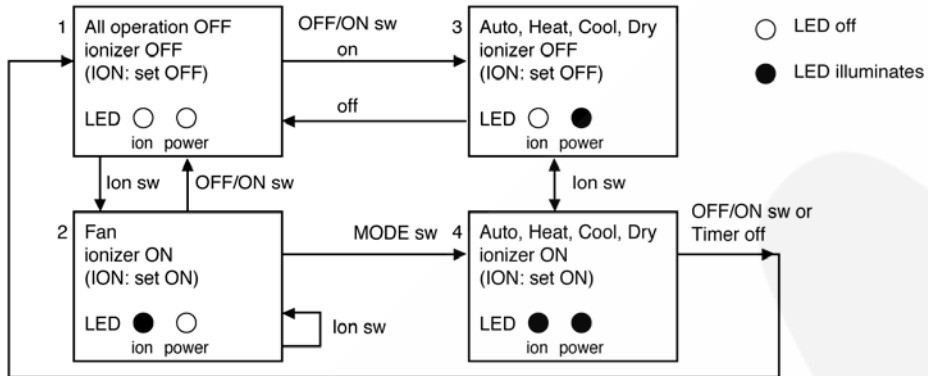 1
All operation OFF
ionizer OFF
(ION: set OFF)
LED
ion power
OFF/ON sw
on
off
3
Auto, Heat, Cool, Dry
ionizer OFF
(ION: set OFF)
LED
ion power
LED off
LED illuminates
Ion sw
OFF/ON sw
Ion sw
2
Fan
ionizer ON
(ION: set ON)
LED
ion power
MODE sw
Ion sw
4
Auto, Heat, Cool, Dry
ionizer ON
(ION: set ON)
LED
ion power
OFF/ON sw or
Timer off